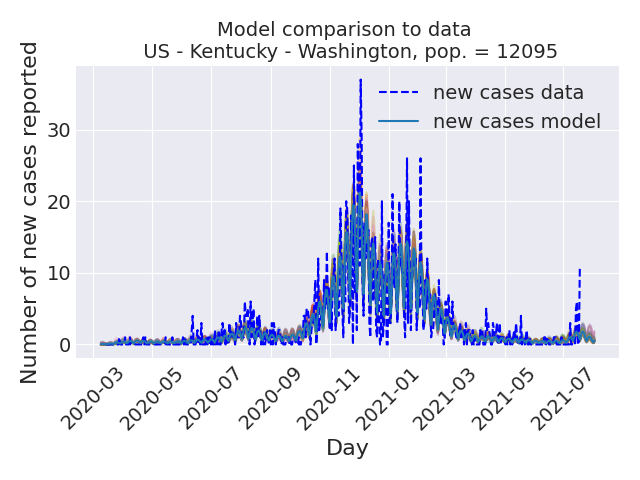 Model comparison to data
US - Kentucky - Washington, pop. = 12095
Number of new cases reported
30
20
10
0
new cases data
new cases model
2020-03
2020-05
2020-07
2020-09
2020-11
2021-01
2021-03
2021-05
2021-07
Day